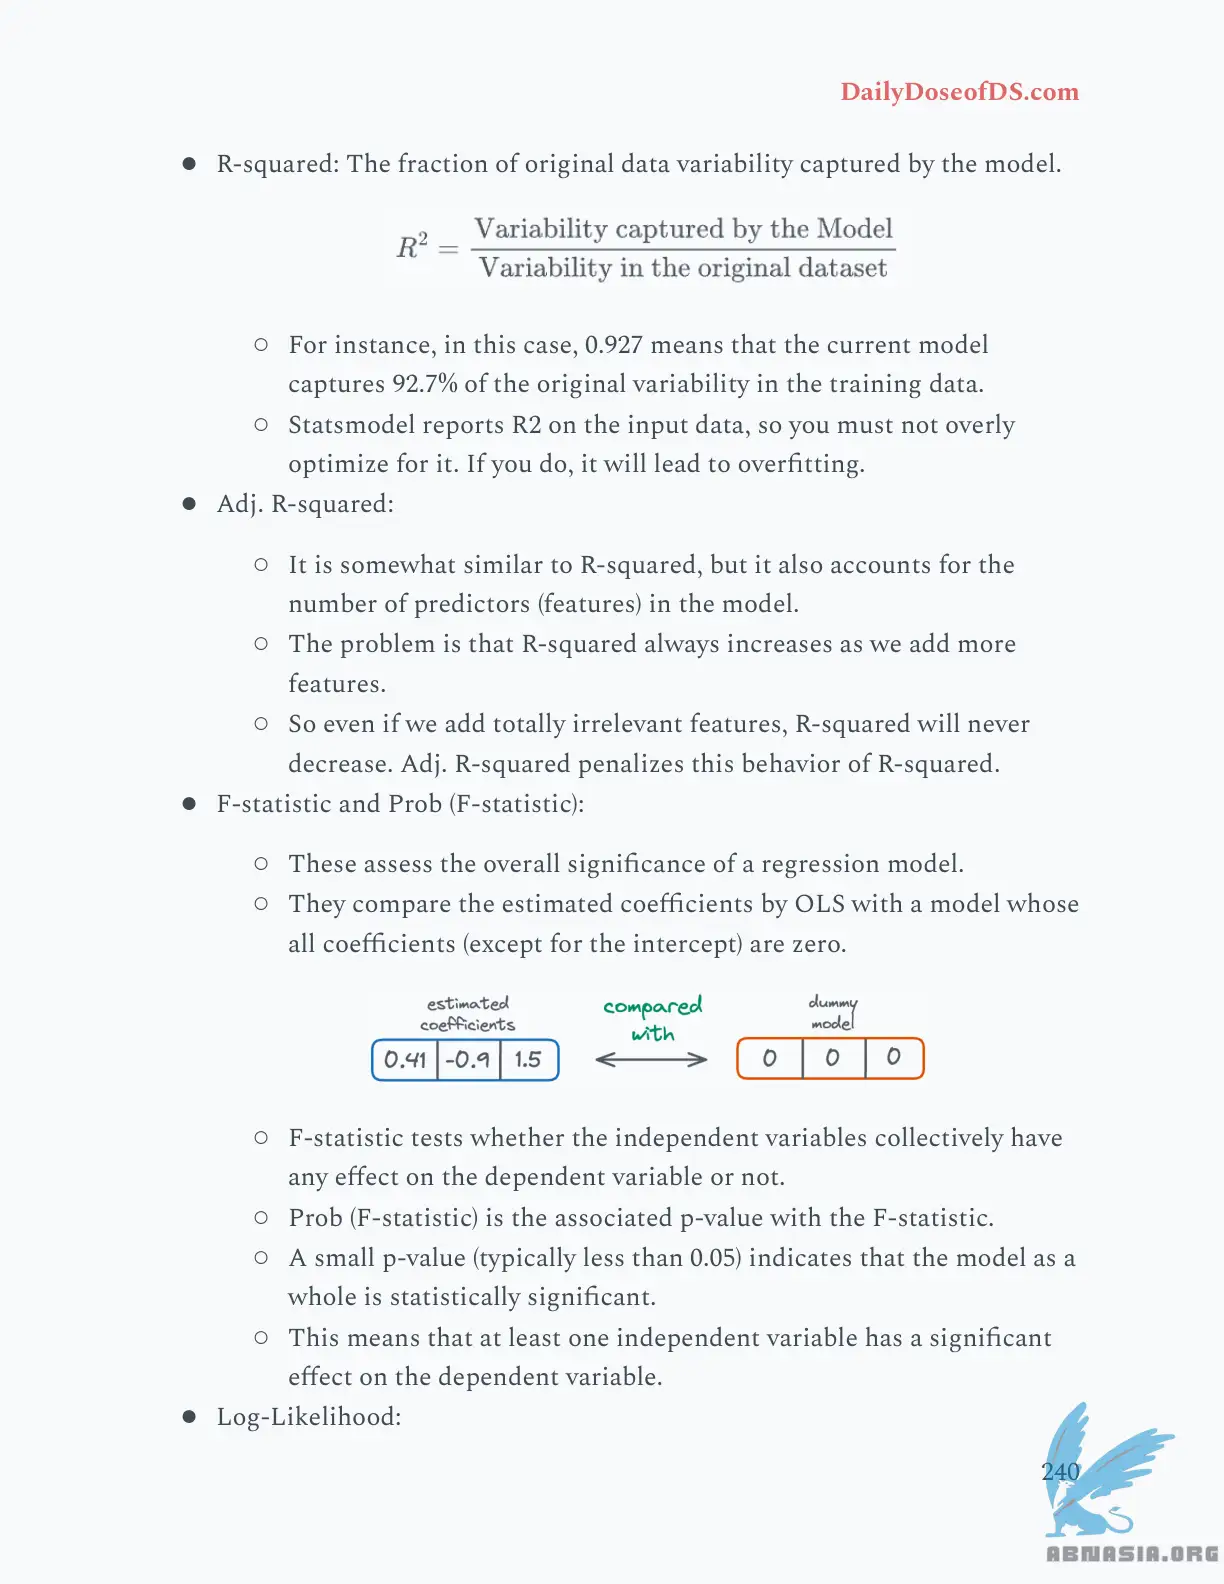 DailyDoseofDS.com
● R-squared: The fraction of original data variability captured by the model.
R² = Variability captured by the Model / Variability in the original dataset
○ For instance, in this case, 0.927 means that the current model
captures 92.7% of the original variability in the training data.
○ Statsmodel reports R2 on the input data, so you must not overly
optimize for it. If you do, it will lead to overfitting.
● Adj. R-squared:
○ It is somewhat similar to R-squared, but it also accounts for the
number of predictors (features) in the model.
○ The problem is that R-squared always increases as we add more
features.
○ So even if we add totally irrelevant features, R-squared will never
decrease. Adj. R-squared penalizes this behavior of R-squared.
● F-statistic and Prob (F-statistic):
○ These assess the overall significance of a regression model.
○ They compare the estimated coefficients by OLS with a model whose
all coefficients (except for the intercept) are zero.
estimated
coefficients
0.41 -0.9 1.5
compared
with
dummy
model
0 0 0
○ F-statistic tests whether the independent variables collectively have
any effect on the dependent variable or not.
○ Prob (F-statistic) is the associated p-value with the F-statistic.
○ A small p-value (typically less than 0.05) indicates that the model as a
whole is statistically significant.
○ This means that at least one independent variable has a significant
effect on the dependent variable.
● Log-Likelihood:
240
ABNASIA.ORG